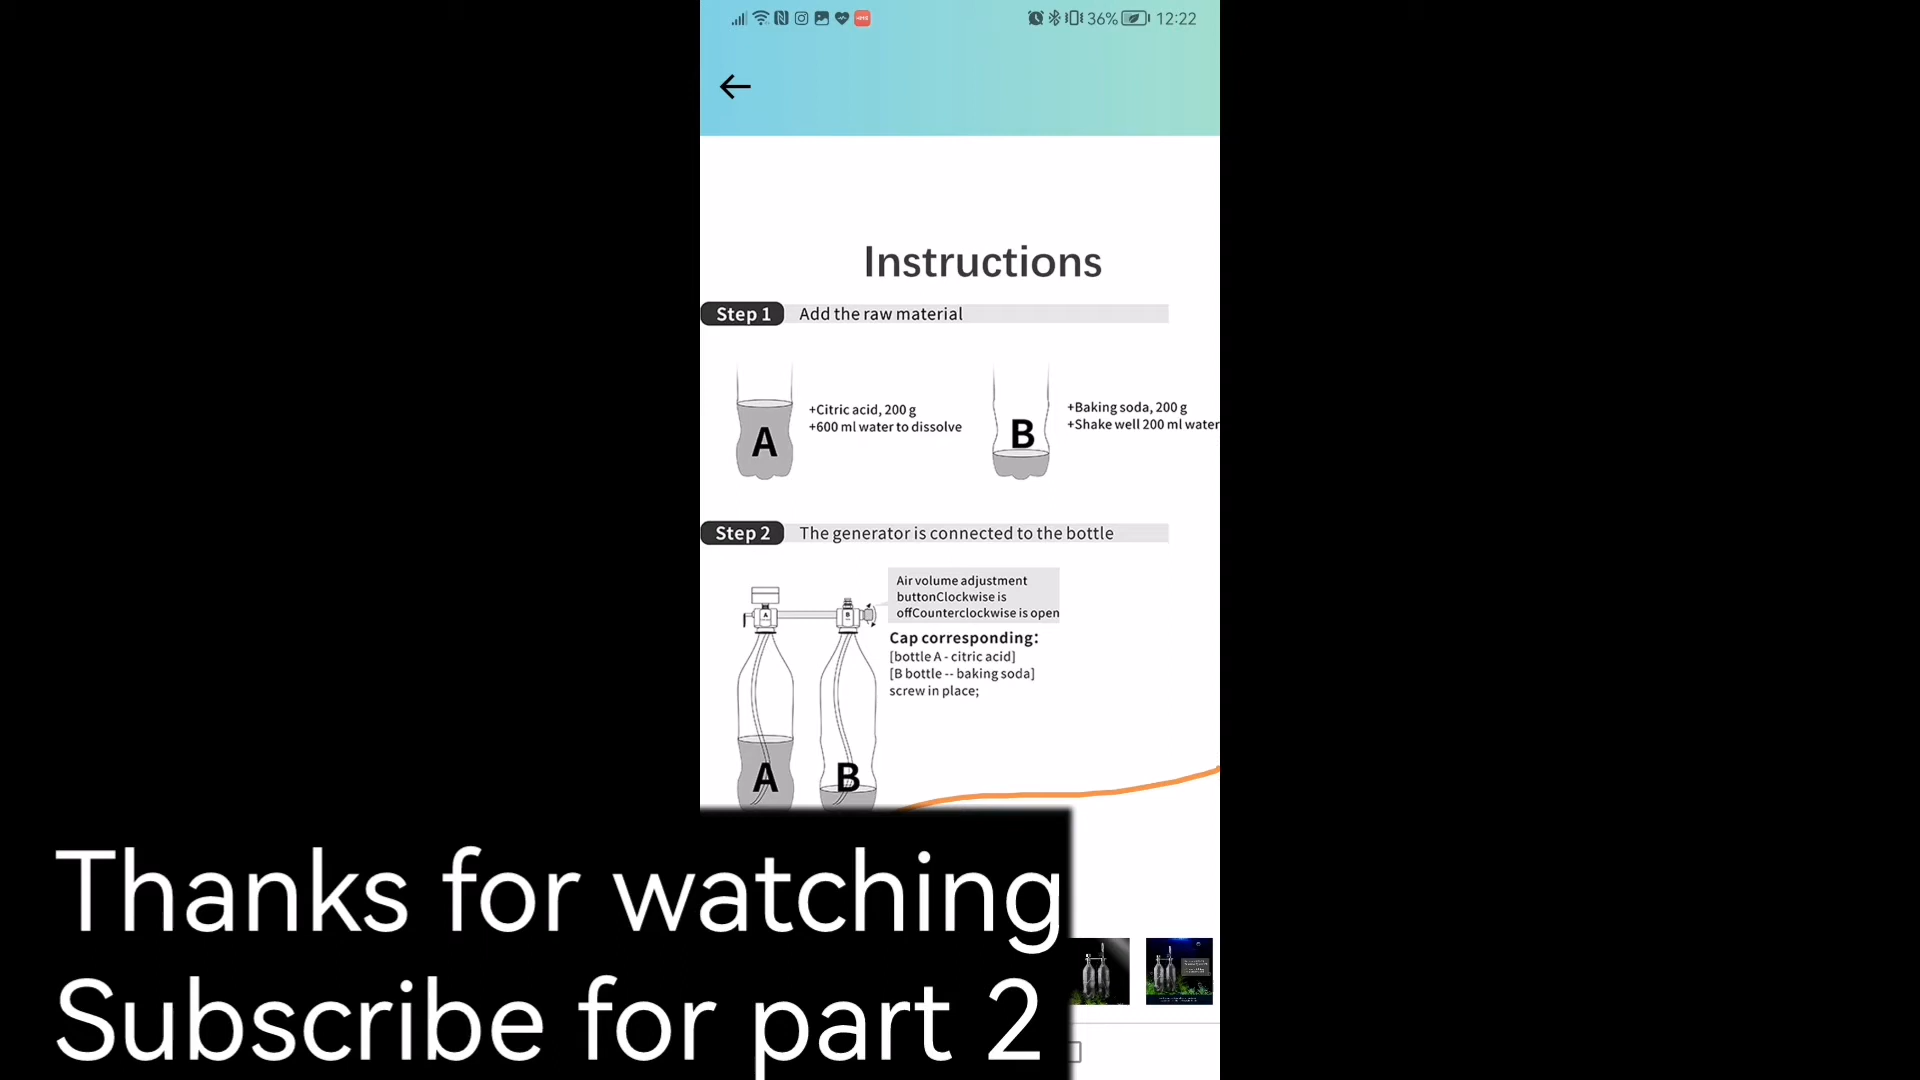 36% 12:22
Instructions
Step 1 Add the raw material
A
+Citric acid, 200 g
+600 ml water to dissolve
B
+Baking soda, 200 g
+Shake well 200 ml water
Step 2 The generator is connected to the bottle
Air volume adjustment
buttonClockwise is
offCounterclockwise is open
A B
Cap corresponding:
[bottle A - citric acid]
[B bottle -- baking soda]
screw in place;
A B
Thanks for watching
Subscribe for part 2